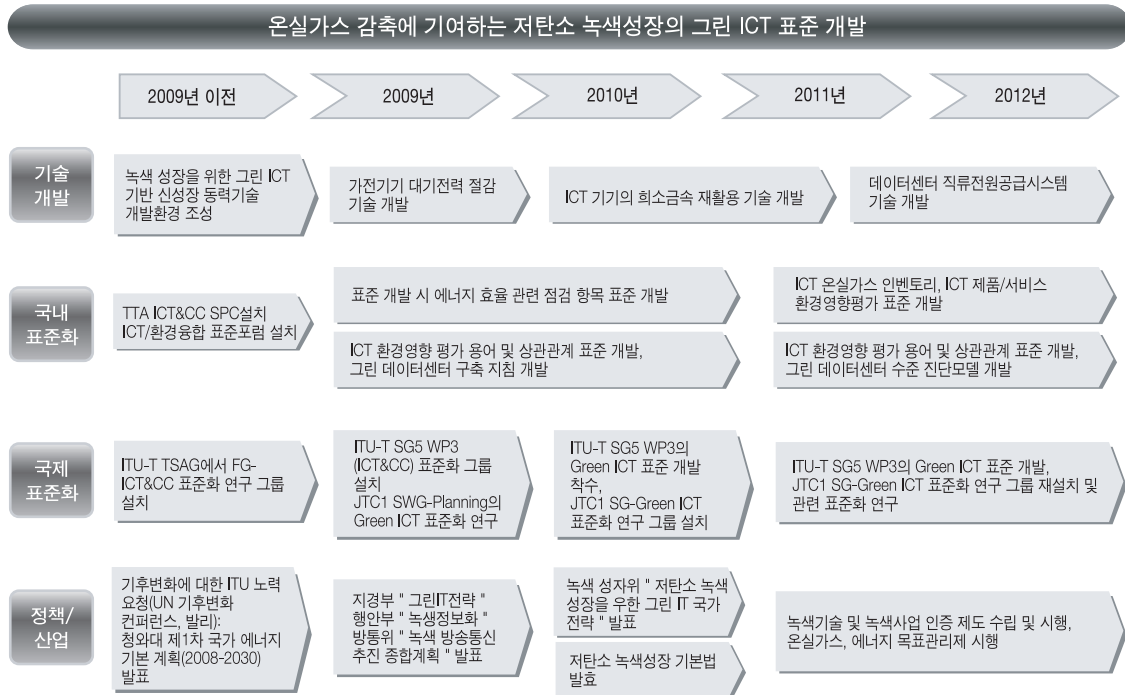 온실가스 감축에 기여하는 저탄소 녹색성장의 그린 ICT 표준 개발
2009년 이전
2009년
2010년
2011년
2012년
기술
개발
녹색 성장을 위한 그린 ICT
기반 신성장 동력기술
개발환경 조성
가전기기 대기전력 절감
기술 개발
ICT 기기의 희소금속 재활용 기술 개발
데이터센터 직류전원공급시스템
기술 개발
국내
표준화
TTA ICT&CC SPC설치
ICT/환경융합 표준포럼 설치
표준 개발 시 에너지 효율 관련 점검 항목 표준 개발
ICT 온실가스 인벤토리, ICT 제품/서비스
환경영향평가 표준 개발
ICT 환경영향 평가 용어 및 상관관계 표준 개발,
그린 데이터센터 구축 지침 개발
ICT 환경영향 평가 용어 및 상관관계 표준 개발,
그린 데이터센터 수준 진단모델 개발
국제
표준화
ITU-T TSAG에서 FG-
ICT&CC 표준화 연구 그룹
설치
ITU-T SG5 WP3
(ICT&CC) 표준화 그룹
설치
JTC1 SWG-Planning의
Green ICT 표준화 연구
ITU-T SG5 WP3의
Green ICT 표준 개발
착수,
JTC1 SG-Green ICT
표준화 연구 그룹 설치
ITU-T SG5 WP3의 Green ICT 표준 개발,
JTC1 SG-Green ICT 표준화 연구 그룹 재설치 및
관련 표준화 연구
정책/
산업
기후변화에 대한 ITU 노력
요청(UN 기후변화
컨퍼런스, 발리):
청와대 제1차 국가 에너지
기본 계획(2008-2030)
발표
지경부 " 그린IT전략 "
행안부 " 녹생정보화 "
방통위 " 녹색 방송통신
추진 종합계획 " 발표
녹색 성자위 " 저탄소 녹색
성장을 우한 그린 IT 국가
전략 " 발표
저탄소 녹색성장 기본법
발효
녹색기술 및 녹색사업 인증 제도 수립 및 시행,
온실가스, 에너지 목표관리제 시행